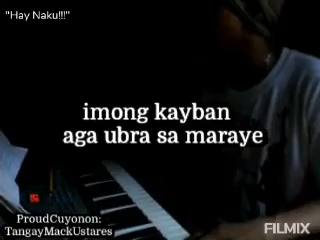 "Hay Naku!!!"
imong kayban
aga ubra sa maraye
ProudCuyonon:
TangayMackUstares
FILMIX